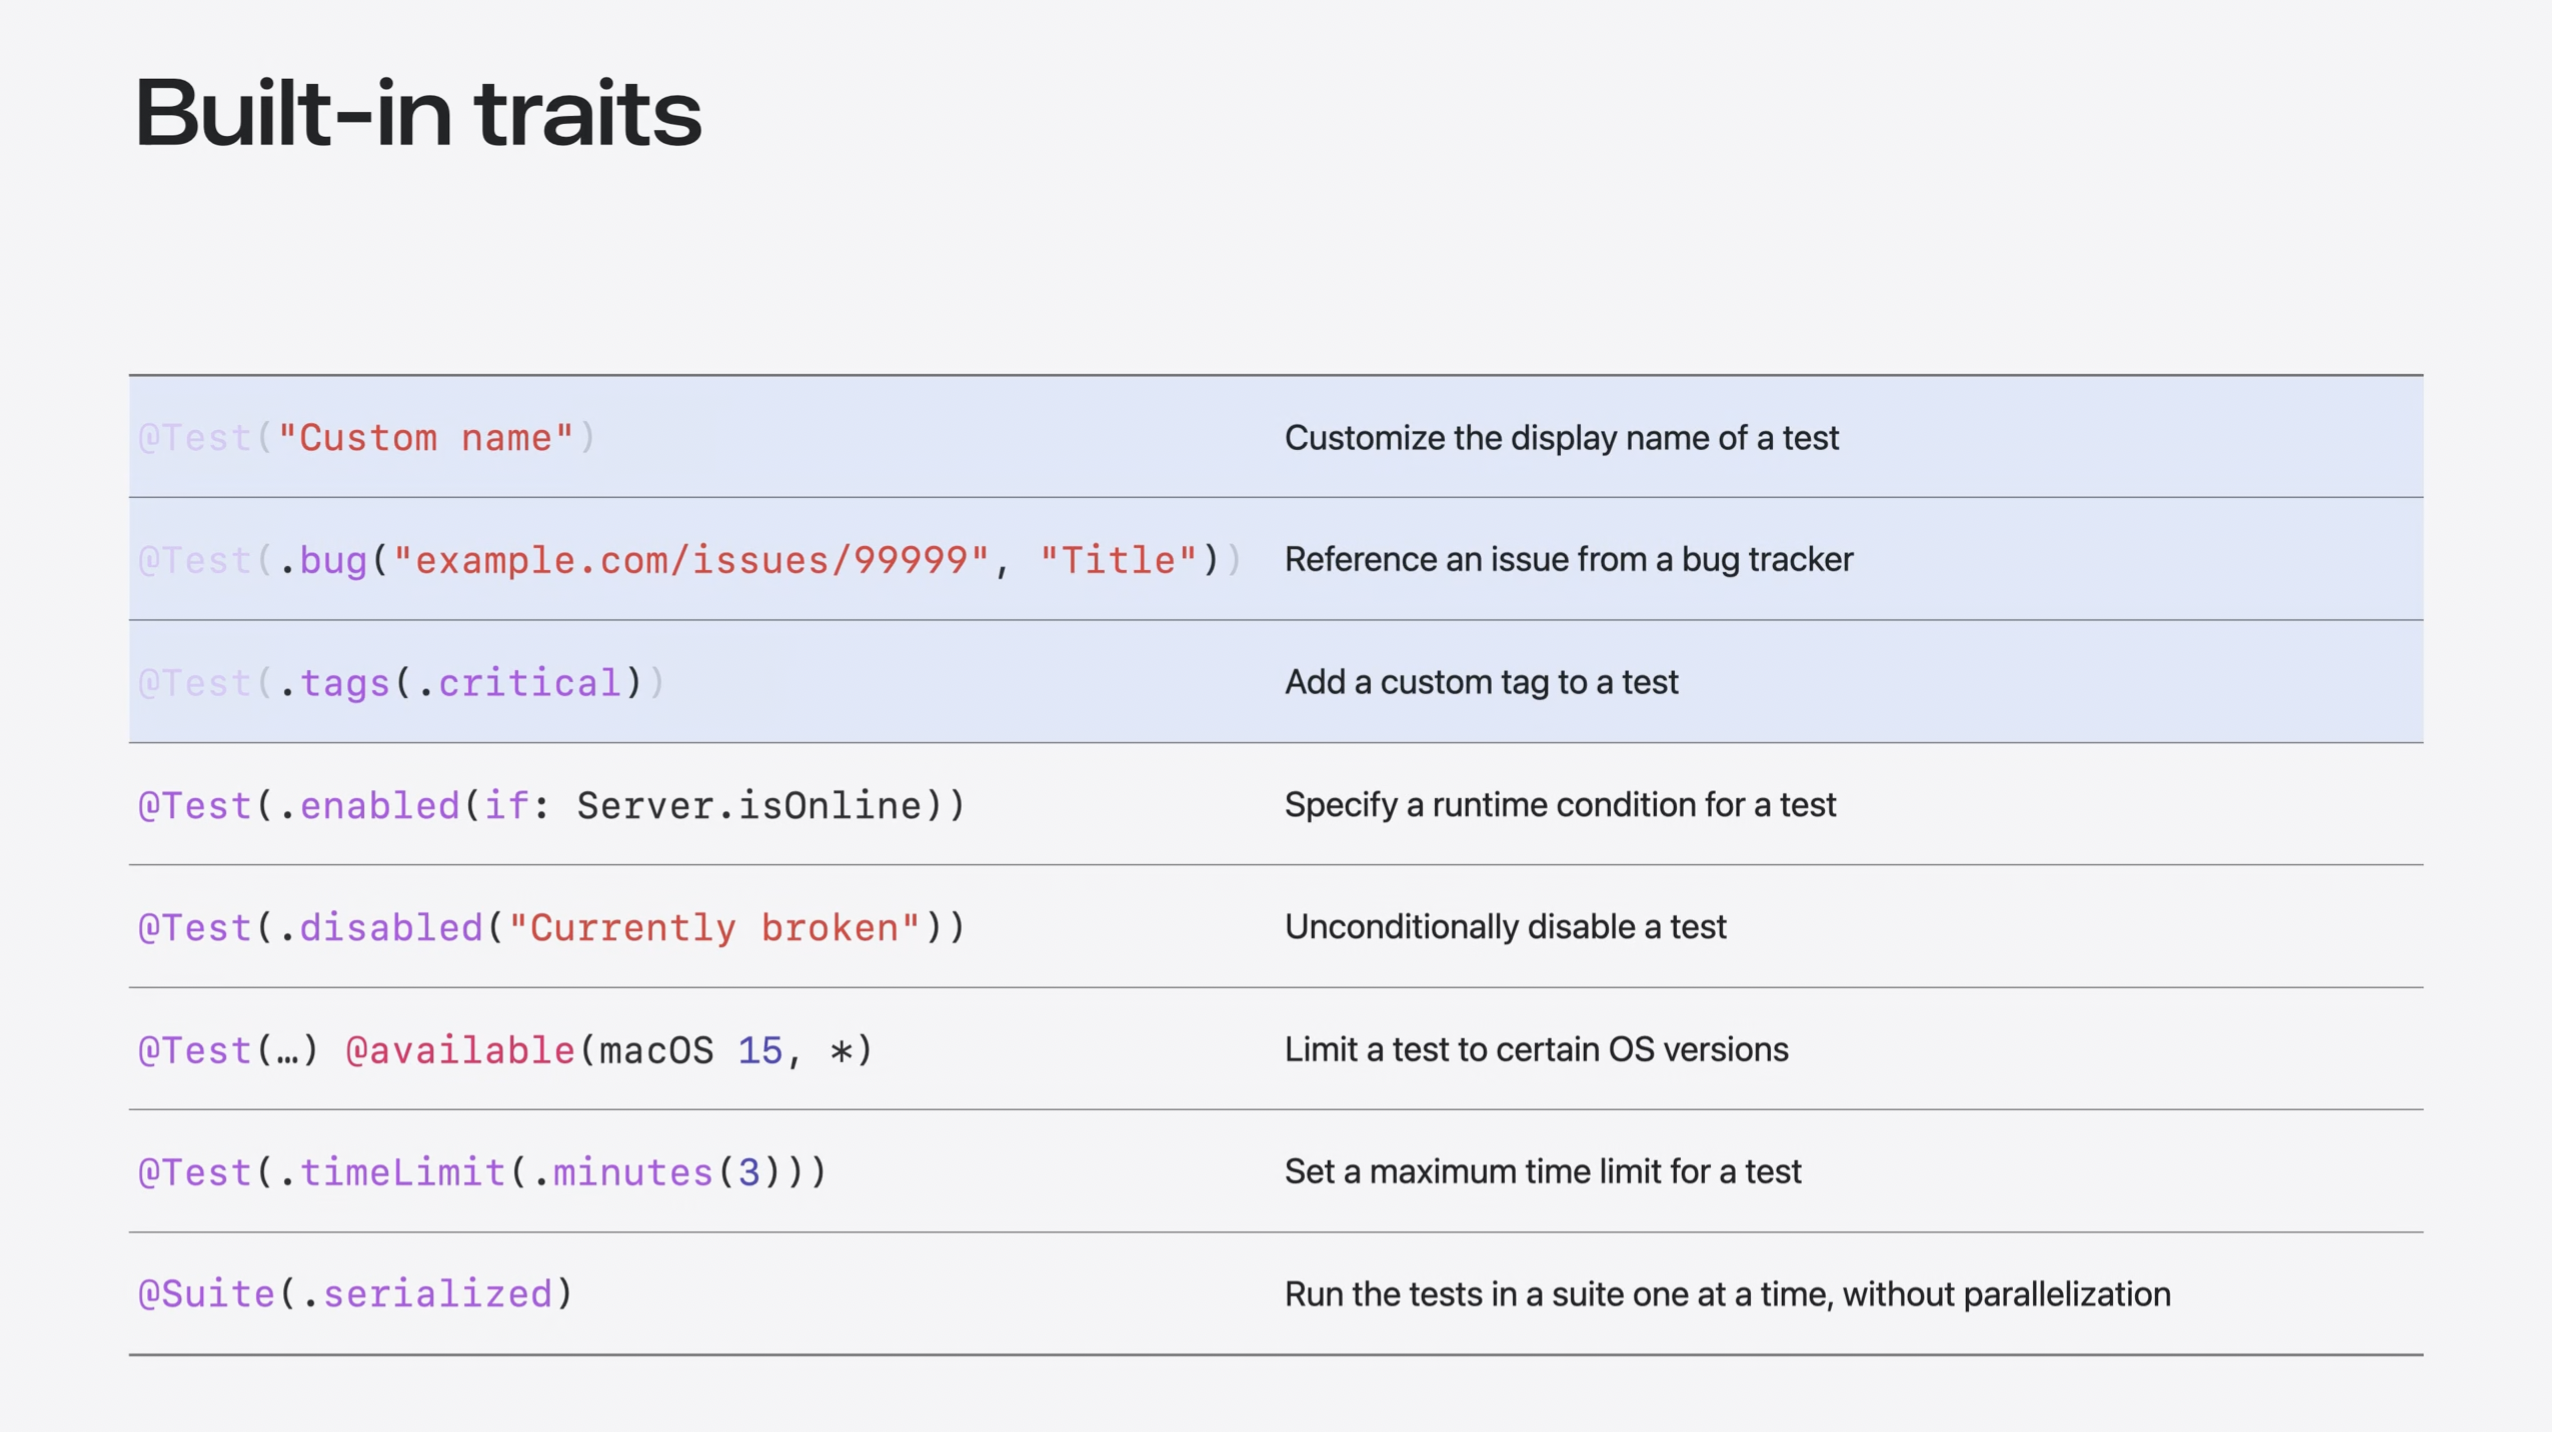 Built-in traits
@Test("Custom name") Customize the display name of a test
@Test(.bug("example.com/issues/99999", "Title")) Reference an issue from a bug tracker
@Test(.tags(.critical)) Add a custom tag to a test
@Test(.enabled(if: Server.isOnline)) Specify a runtime condition for a test
@Test(.disabled("Currently broken")) Unconditionally disable a test
@Test(…) @available(macOS 15, *) Limit a test to certain OS versions
@Test(.timeLimit(.minutes(3))) Set a maximum time limit for a test
@Suite(.serialized) Run the tests in a suite one at a time, without parallelization